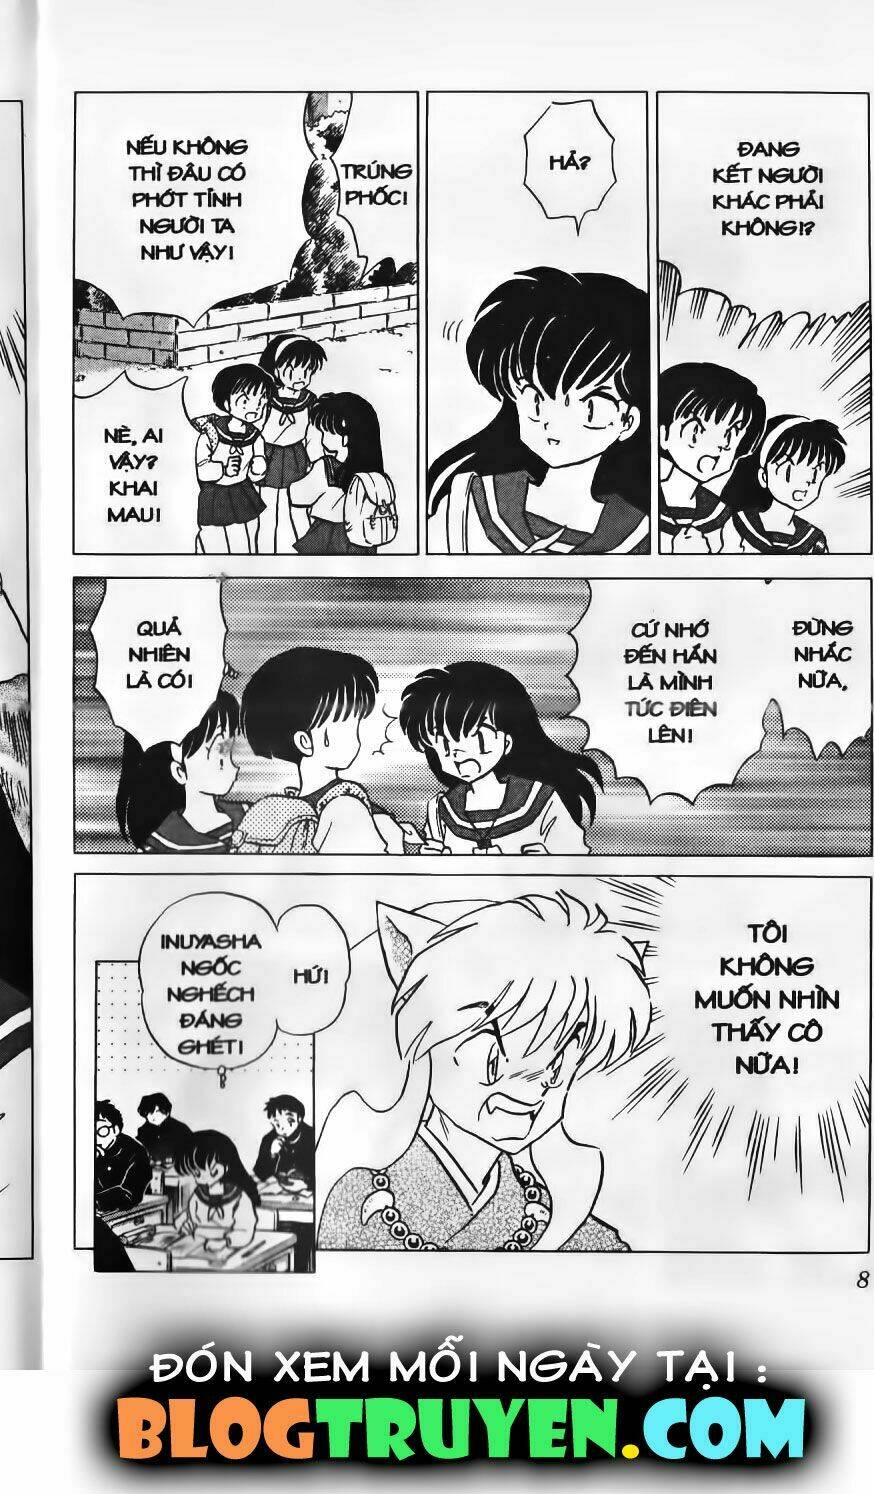 ĐANG
KẾT NGƯỜI
KHÁC PHẢI
KHÔNG!?
HẢ?
TRÚNG
PHỐC!
NẾU KHÔNG
THÌ ĐÂU CÓ
PHỚT TỈNH
NGƯỜI TA
NHƯ VẬY!
NÈ, AI
VẬY?
KHAI
MAU!
ĐỪNG
NHẮC
NỮA,
CỨ NHỚ
ĐẾN HẮN
LÀ MÌNH
TỨC ĐIÊN
LÊN!
QUẢ
NHIÊN
LÀ CÓ!
TÔI
KHÔNG
MUỐN NHÌN
THẤY CÔ
NỮA!
HỨ!
INUYASHA
NGỐC
NGHẾCH
ĐÁNG
GHÉT!
8
ĐÓN XEM MỖI NGÀY TẠI :
BLOGTRUYEN.COM